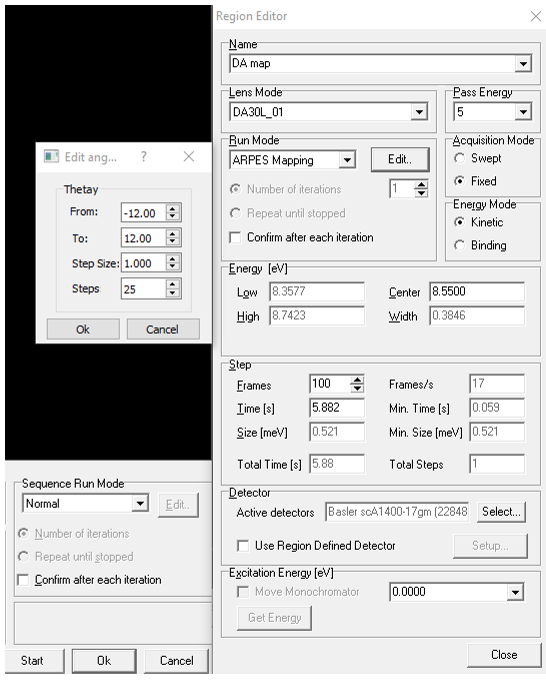 Region Editor
Name
DA map
Lens Mode
DA30L_01
Pass Energy
5
Run Mode
ARPES Mapping
Edit..
Number of iterations
1
Repeat until stopped
Confirm after each iteration
Acquisition Mode
Swept
Fixed
Energy Mode
Kinetic
Binding
Energy [eV]
Low 8.3577 Center 8.5500
High 8.7423 Width 0.3846
Step
Frames 100 Frames/s 17
Time [s] 5.882 Min. Time [s] 0.059
Size [meV] 0.521 Min. Size [meV] 0.521
Total Time [s] 5.88 Total Steps 1
Detector
Active detectors Basler scA1400-17gm (22848 Select...
Use Region Defined Detector Setup...
Excitation Energy [eV]
Move Monochromator 0.0000
Get Energy
Close
Edit ang... ?
Thetay
From: -12.00
To: 12.00
Step Size: 1.000
Steps 25
Ok Cancel
Sequence Run Mode
Normal Edit..
Number of iterations
Repeat until stopped
Confirm after each iteration
Start Ok Cancel